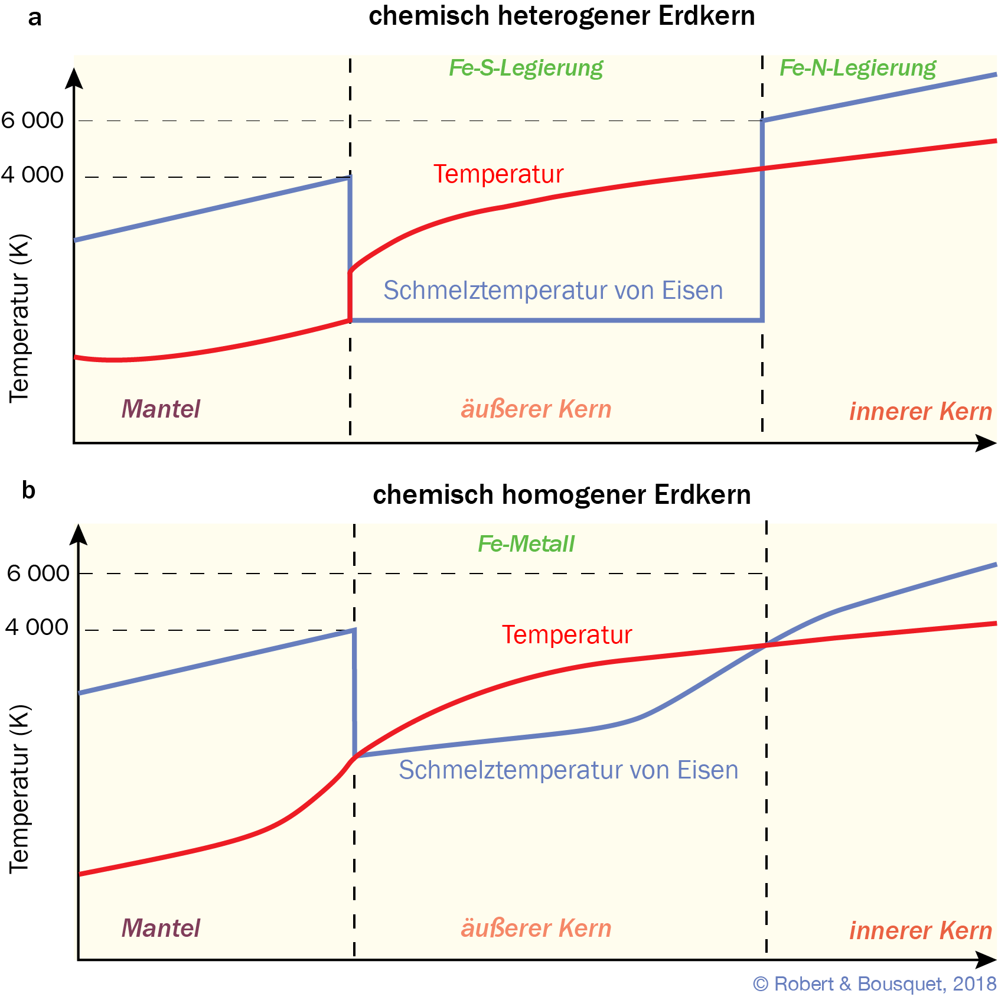 a
chemisch heterogener Erdkern
Fe-S-Legierung
Fe-N-Legierung
6 000
4 000
Temperatur
Schmelztemperatur von Eisen
Temperatur (K)
Mantel
äußerer Kern
innerer Kern
b
chemisch homogener Erdkern
Fe-Metall
6 000
4 000
Temperatur
Schmelztemperatur von Eisen
Temperatur (K)
Mantel
äußerer Kern
innerer Kern
© Robert & Bousquet, 2018